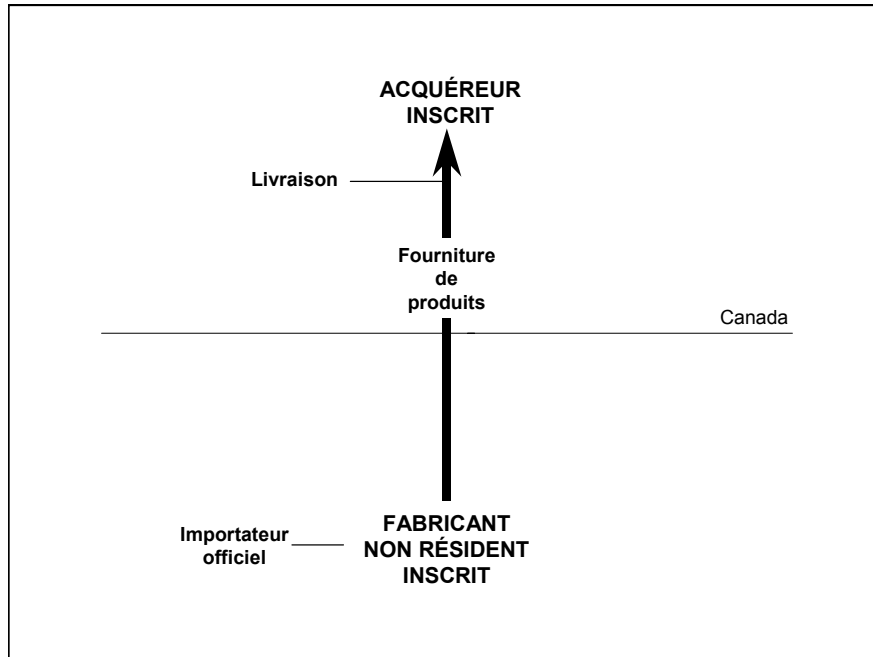 ACQUÉREUR
INSCRIT
Livraison
Fourniture
de
produits
Canada
Importateur
officiel
FABRICANT
NON RÉSIDENT
INSCRIT